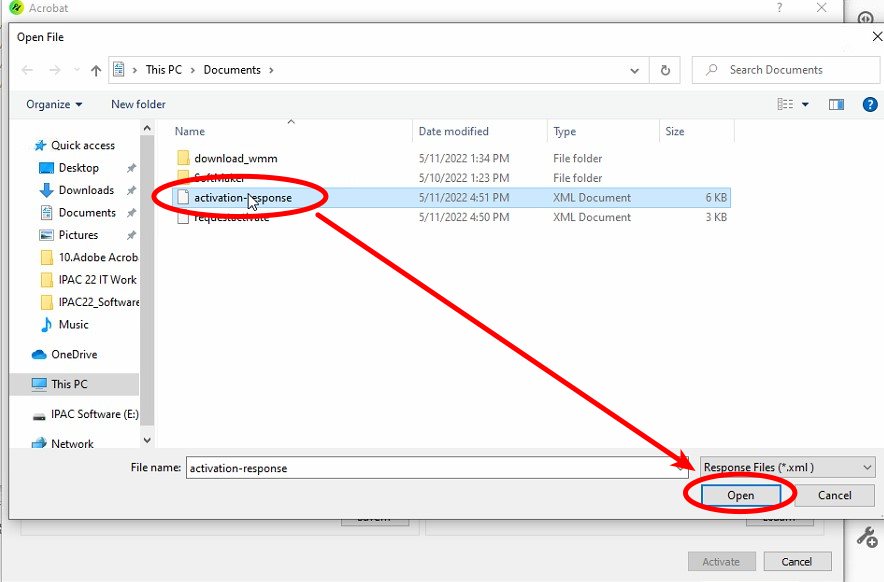 Acrobat ?
Open File
This PC > Documents >
Search Documents
Organize New folder
Name Date modified Type Size
Quick access
Desktop
Downloads
Documents
Pictures
10.Adobe Acrob
IPAC 22 IT Work
IPAC22_Software
Music
OneDrive
This PC
IPAC Software (E:)
Network
download_wmm 5/11/2022 1:34 PM File folder
SoftMaker 5/10/2022 1:23 PM File folder
activation-response 5/11/2022 4:51 PM XML Document 6 KB
requestactivate 5/11/2022 4:50 PM XML Document 3 KB
File name: activation-response Response Files (*.xml )
Open Cancel
Activate Cancel